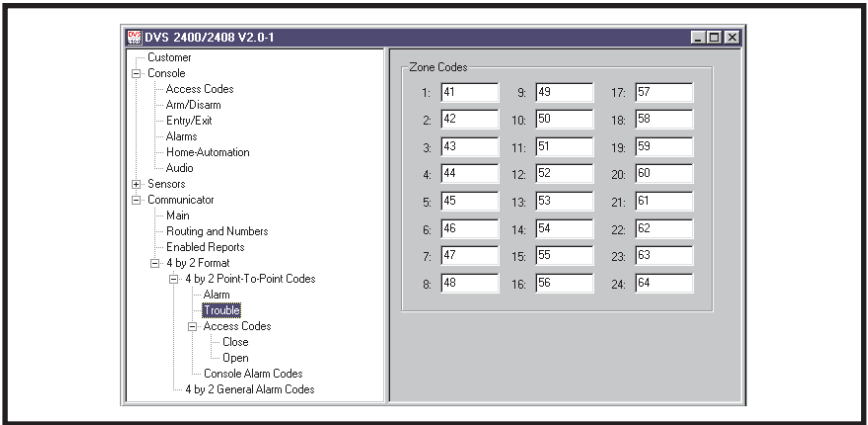 DVS 2400/2408 V2.0-1
Customer
Console
Access Codes
Arm/Disarm
Entry/Exit
Alarms
Home-Automation
Audio
Sensors
Communicator
Main
Routing and Numbers
Enabled Reports
4 by 2 Format
4 by 2 Point-To-Point Codes
Alarm
Trouble
Access Codes
Close
Open
Console Alarm Codes
4 by 2 General Alarm Codes
Zone Codes
1: 41 9: 49 17: 57
2: 42 10: 50 18: 58
3: 43 11: 51 19: 59
4: 44 12: 52 20: 60
5: 45 13: 53 21: 61
6: 46 14: 54 22: 62
7: 47 15: 55 23: 63
8: 48 16: 56 24: 64